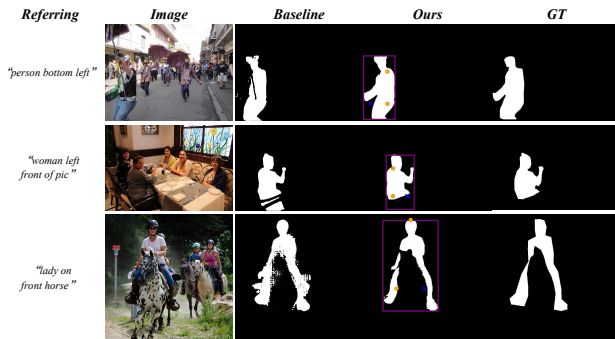 Referring Image Baseline Ours GT
“person bottom left”
“woman left
front of pic”
“lady on
front horse”